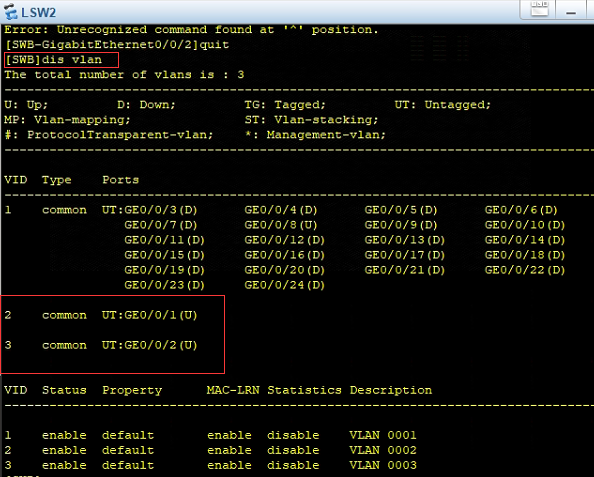 LSW2
Error: Unrecognized command found at '^' position.
[SWB-GigabitEthernet0/0/2]quit
[SWB]dis vlan
The total number of vlans is : 3
--------------------------------------------------------------------------------
U: Up; D: Down; TG: Tagged; UT: Untagged;
MP: Vlan-mapping; ST: Vlan-stacking;
#: ProtocolTransparent-vlan; *: Management-vlan;
--------------------------------------------------------------------------------
VID Type Ports
--------------------------------------------------------------------------------
1 common UT:GE0/0/3(D) GE0/0/4(D) GE0/0/5(D) GE0/0/6(D)
GE0/0/7(D) GE0/0/8(U) GE0/0/9(D) GE0/0/10(D)
GE0/0/11(D) GE0/0/12(D) GE0/0/13(D) GE0/0/14(D)
GE0/0/15(D) GE0/0/16(D) GE0/0/17(D) GE0/0/18(D)
GE0/0/19(D) GE0/0/20(D) GE0/0/21(D) GE0/0/22(D)
GE0/0/23(D) GE0/0/24(D)
2 common UT:GE0/0/1(U)
3 common UT:GE0/0/2(U)
VID Status Property MAC-LRN Statistics Description
--------------------------------------------------------------------------------
1 enable default enable disable VLAN 0001
2 enable default enable disable VLAN 0002
3 enable default enable disable VLAN 0003